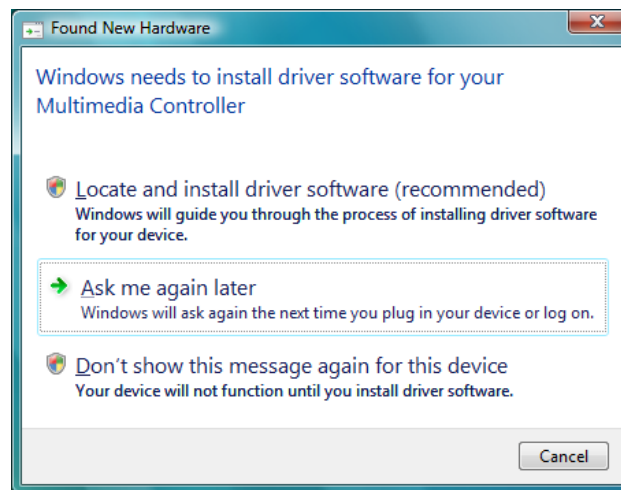 Found New Hardware
Windows needs to install driver software for your
Multimedia Controller
Locate and install driver software (recommended)
Windows will guide you through the process of installing driver software
for your device.
Ask me again later
Windows will ask again the next time you plug in your device or log on.
Don't show this message again for this device
Your device will not function until you install driver software.
Cancel